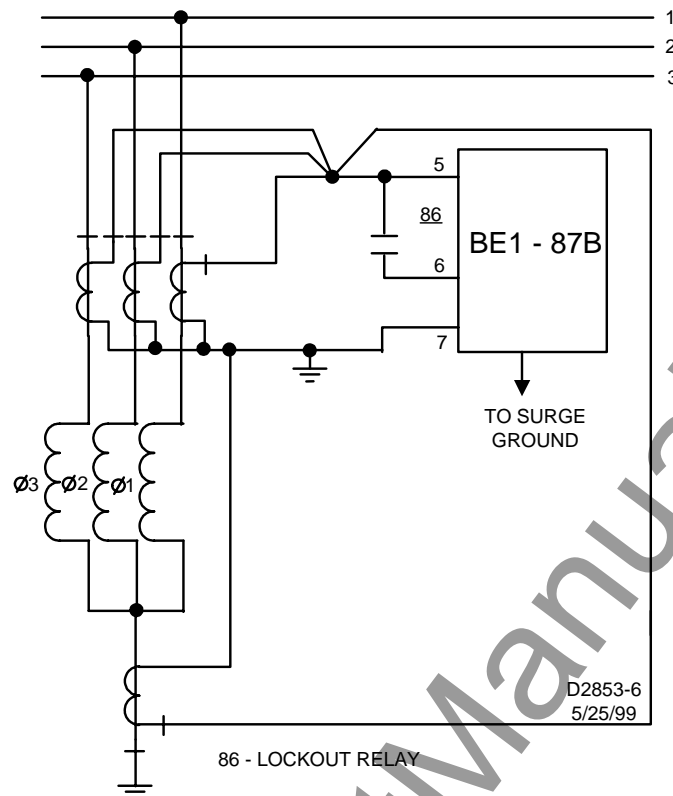 1
2
3
5
86
BE1 - 87B
6
7
TO SURGE
GROUND
Ø3 Ø2 Ø1
D2853-6
5/25/99
86 - LOCKOUT RELAY
Manua